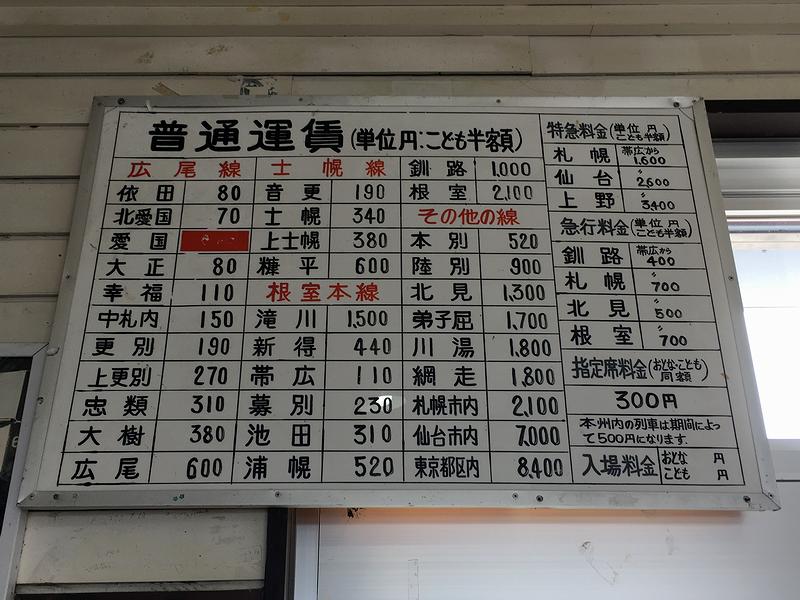 普通運賃(単位 円:こども半額)
広尾線 士幌線 釧路 1,000
依田 80 音更 190 根室 2,100
北愛国 70 士幌 340 その他の線
愛国 上士幌 380 本別 520
大正 80 糠平 600 陸別 900
幸福 110 根室本線 北見 1,300
中札内 150 滝川 1,500 弟子屈 1,700
更別 190 新得 440 川湯 1,800
上更別 270 帯広 110 網走 1,800
忠類 310 幕別 230 札幌市内 2,100
大樹 380 池田 310 仙台市内 7,000
広尾 600 浦幌 520 東京都区内 8,400
特急料金(単位 円 こども半額)
札幌 帯広から 1,600
仙台 〃 2,600
上野 〃 3,400
急行料金(単位 円 こども半額)
釧路 帯広から 400
札幌 〃 700
北見 〃 500
根室 〃 700
指定席料金(おとな・こども同額)
300円
本州内の列車は期間によっ
て500円になります.
入場料金 おとな 円
こども 円